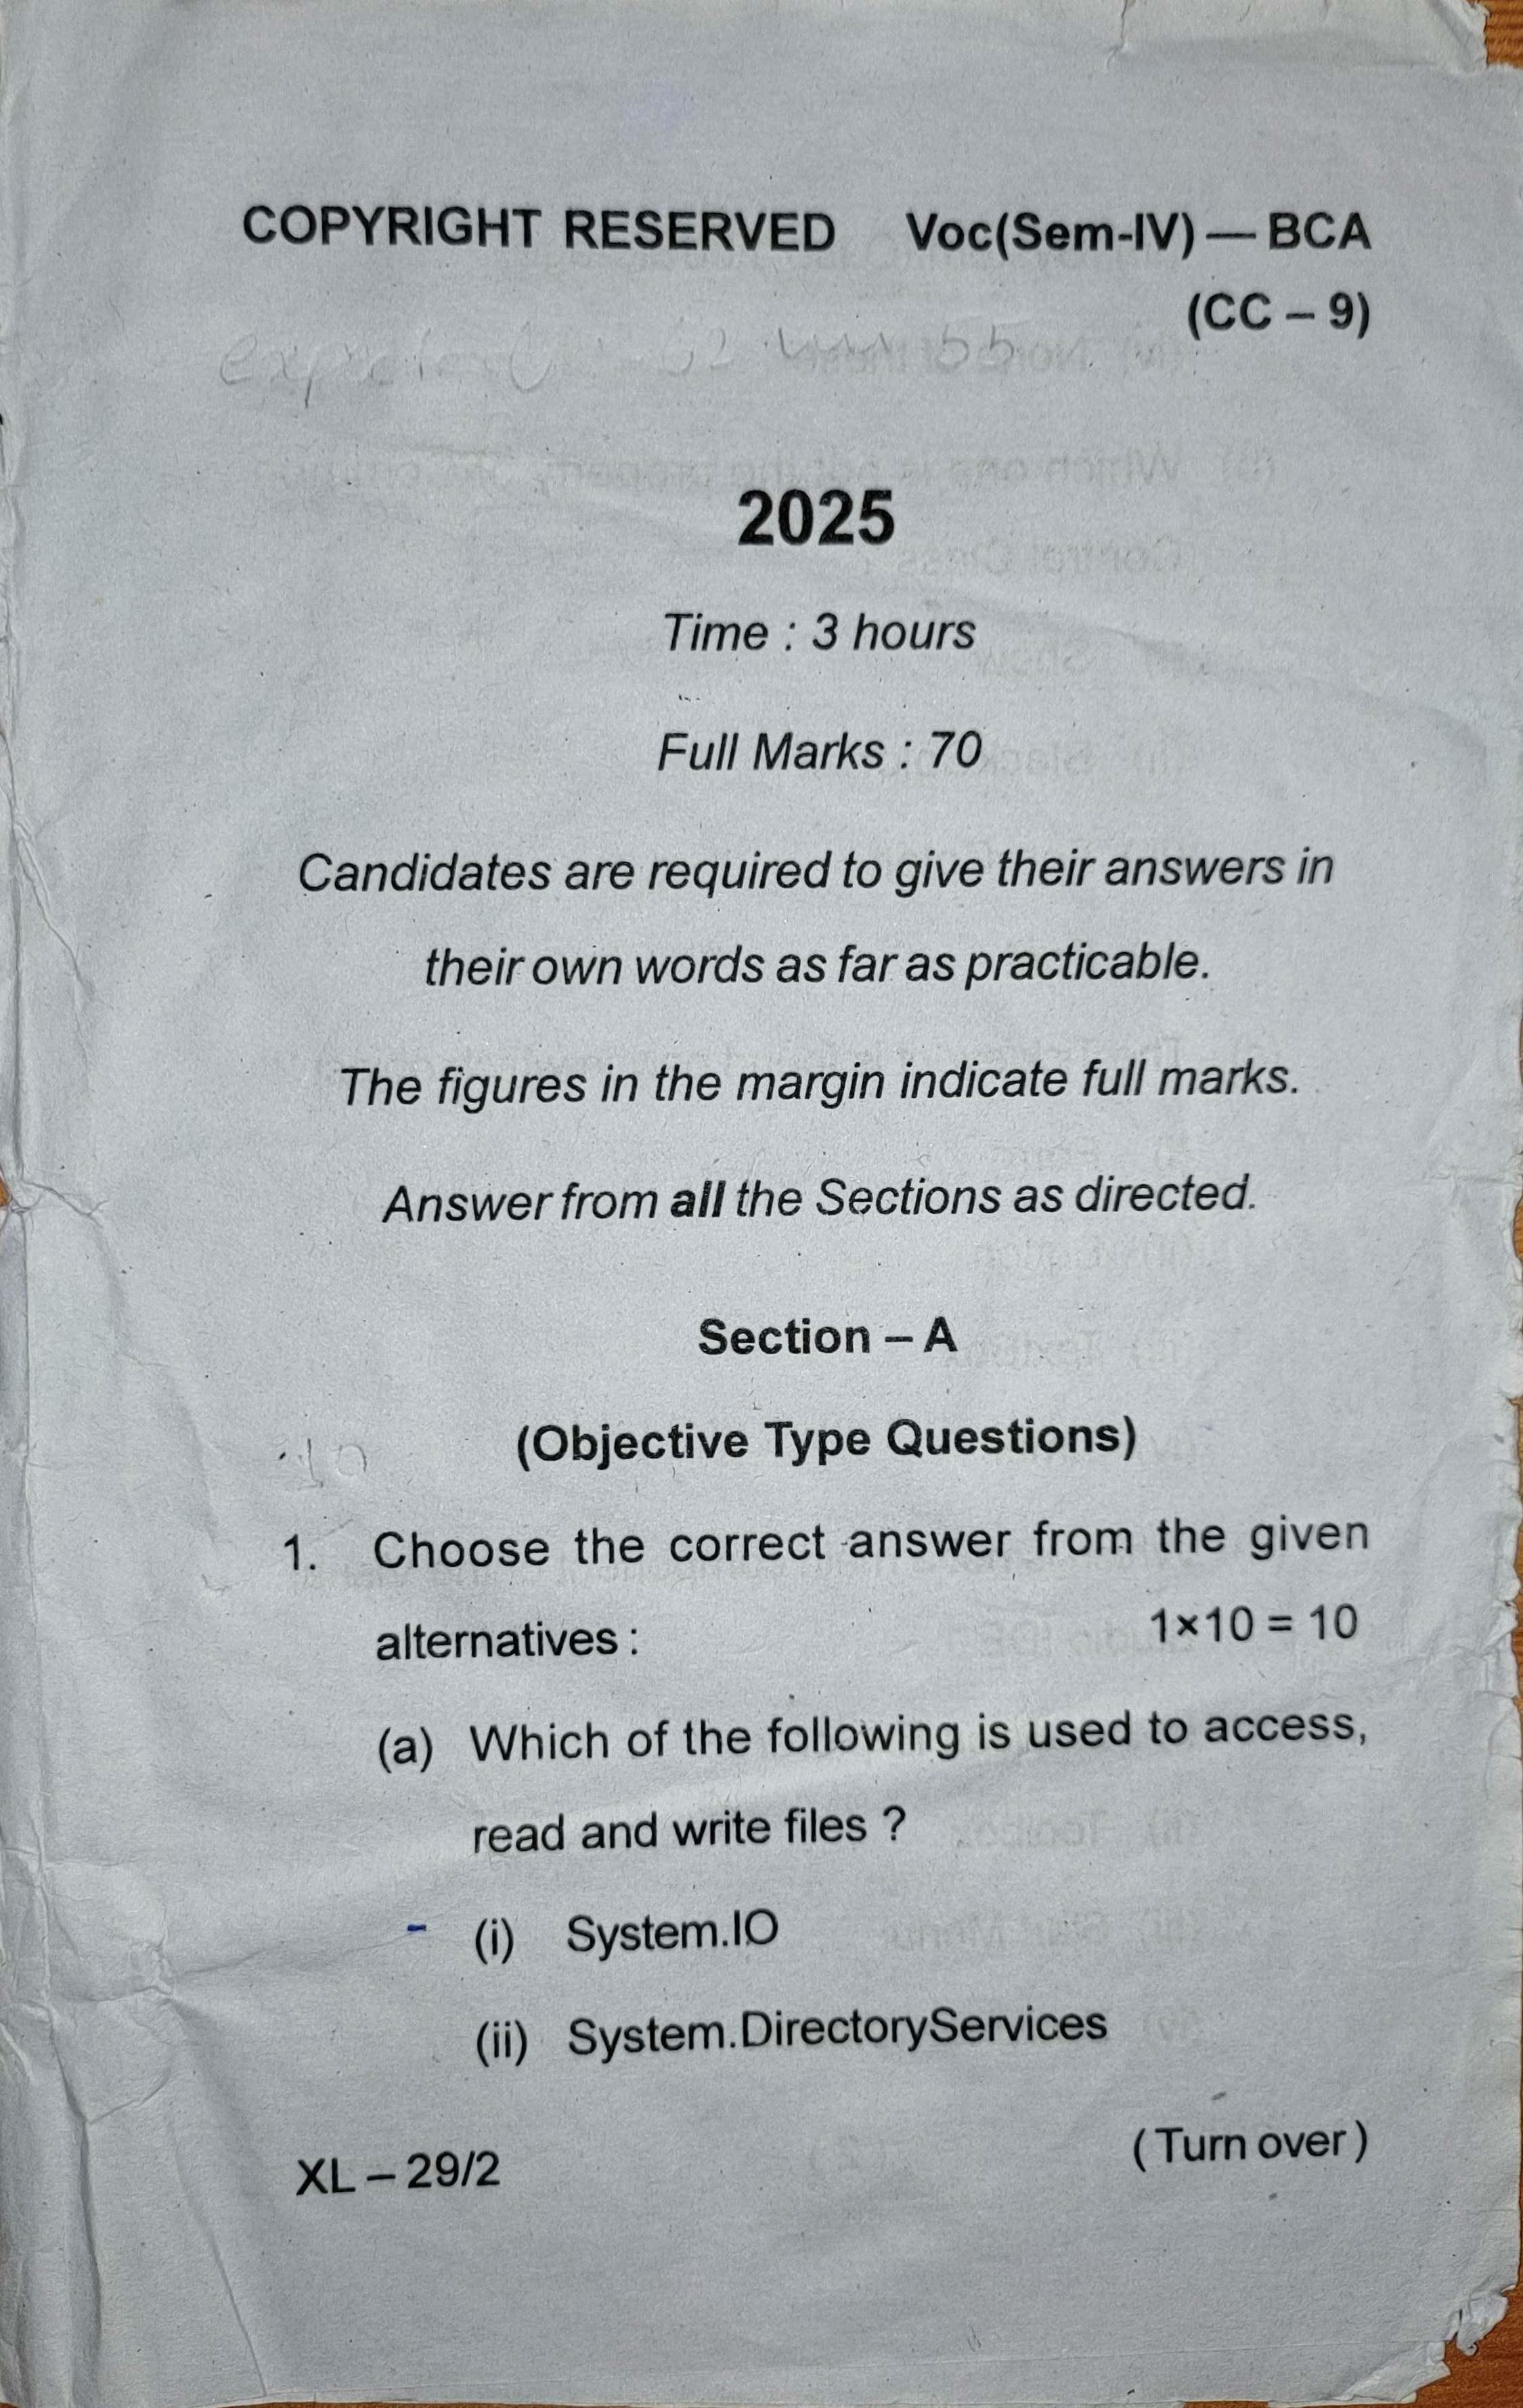 COPYRIGHT RESERVED Voc(Sem-IV) — BCA
(CC – 9)
2025
Time : 3 hours
Full Marks : 70
Candidates are required to give their answers in
their own words as far as practicable.
The figures in the margin indicate full marks.
Answer from all the Sections as directed.
Section – A
(Objective Type Questions)
1. Choose the correct answer from the given
alternatives : 1×10 = 10
(a) Which of the following is used to access,
read and write files ?
(i) System.IO
(ii) System.DirectoryServices
XL – 29/2 (Turn over)